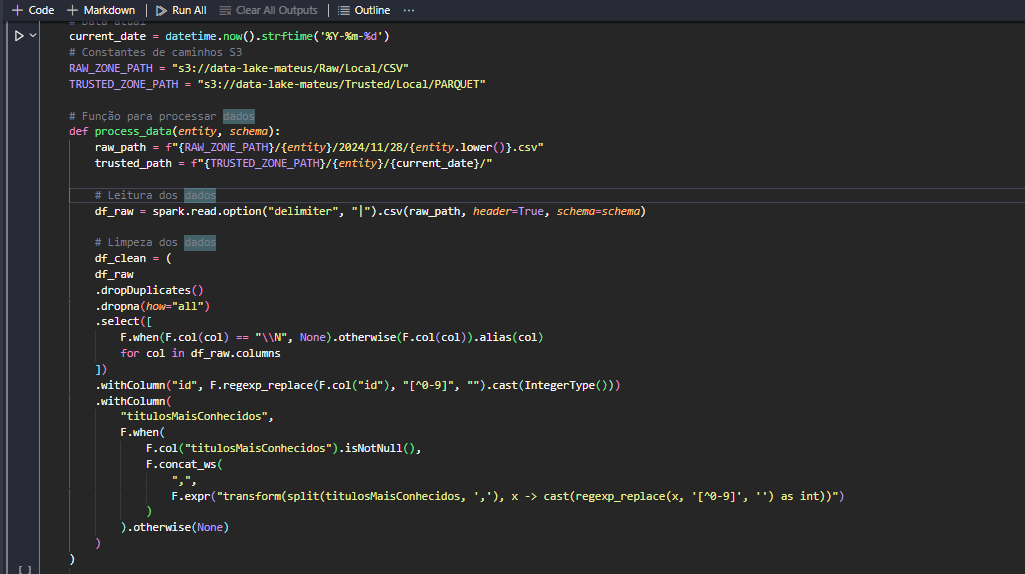 + Code + Markdown | Run All Clear All Outputs | Outline ...
# Data atual
current_date = datetime.now().strftime('%Y-%m-%d')
# Constantes de caminhos S3
RAW_ZONE_PATH = "s3://data-lake-mateus/Raw/Local/CSV"
TRUSTED_ZONE_PATH = "s3://data-lake-mateus/Trusted/Local/PARQUET"
# Função para processar dados
def process_data(entity, schema):
raw_path = f"{RAW_ZONE_PATH}/{entity}/2024/11/28/{entity.lower()}.csv"
trusted_path = f"{TRUSTED_ZONE_PATH}/{entity}/{current_date}/"
# Leitura dos dados
df_raw = spark.read.option("delimiter", "|").csv(raw_path, header=True, schema=schema)
# Limpeza dos dados
df_clean = (
df_raw
.dropDuplicates()
.dropna(how="all")
.select([
F.when(F.col(col) == "\\N", None).otherwise(F.col(col)).alias(col)
for col in df_raw.columns
])
.withColumn("id", F.regexp_replace(F.col("id"), "[^0-9]", "").cast(IntegerType()))
.withColumn(
"titulosMaisConhecidos",
F.when(
F.col("titulosMaisConhecidos").isNotNull(),
F.concat_ws(
",",
F.expr("transform(split(titulosMaisConhecidos, ','), x -> cast(regexp_replace(x, '[^0-9]', '') as int))")
)
).otherwise(None)
)
)
[ ]